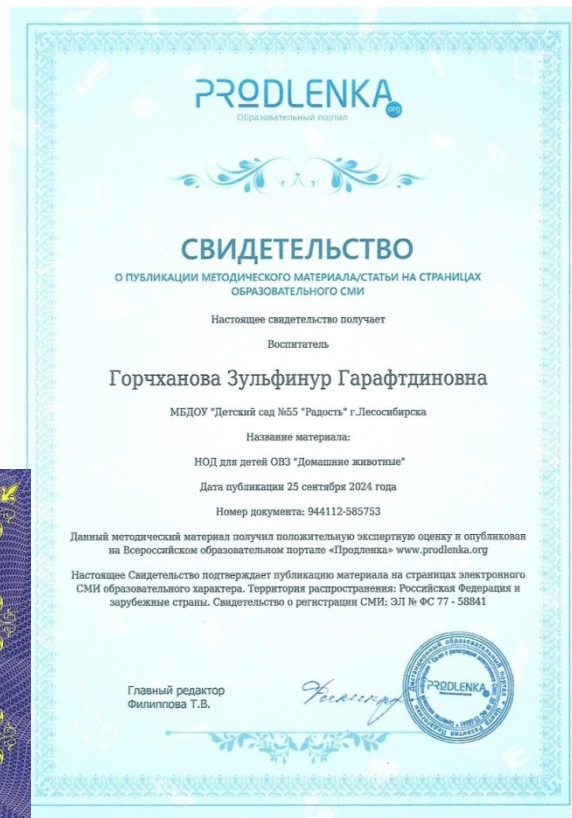 PRODLENKA
.org
Образовательный портал
СВИДЕТЕЛЬСТВО
О ПУБЛИКАЦИИ МЕТОДИЧЕСКОГО МАТЕРИАЛА/СТАТЬИ НА СТРАНИЦАХ
ОБРАЗОВАТЕЛЬНОГО СМИ
Настоящее свидетельство получает
Воспитатель
Горчханова Зульфинур Гарафтдиновна
МБДОУ "Детский сад №55 "Радость" г.Лесосибирска
Название материала:
НОД для детей ОВЗ "Домашние животные"
Дата публикации 25 сентября 2024 года
Номер документа: 944112-585753
Данный методический материал получил положительную экспертную оценку и опубликован
на Всероссийском образовательном портале «Продленка» www.prodlenka.org
Настоящее Свидетельство подтверждает публикацию материала на страницах электронного
СМИ образовательного характера. Территория распространения: Российская Федерация и
зарубежные страны. Свидетельство о регистрации СМИ: ЭЛ № ФС 77 - 58841
Главный редактор
Филиппова Т.В.
PRODLENKA